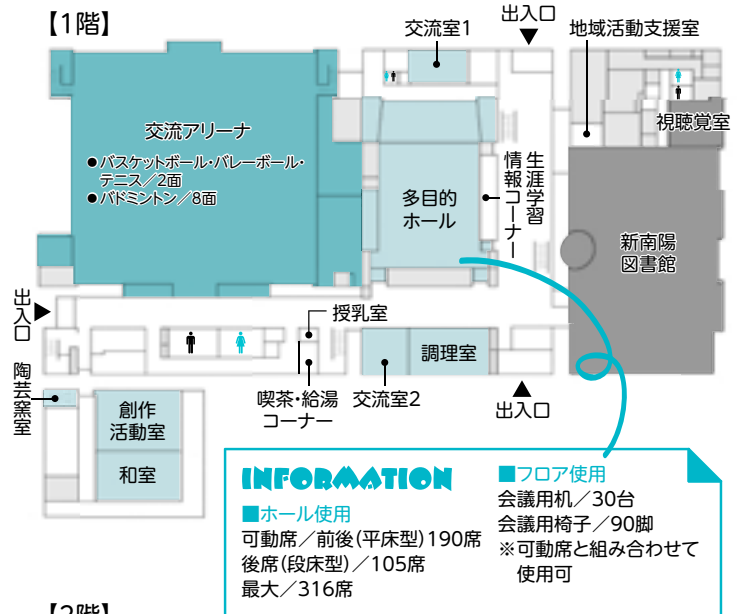 【1階】
交流室1
出入口
地域活動支援室
交流アリーナ
●バスケットボール・バレーボール・
テニス／2面
●バドミントン／8面
視聴覚室
多目的
ホール
生涯学習
情報コーナー
新南陽
図書館
出入口
授乳室
調理室
陶芸窯室
創作
活動室
喫茶・給湯
コーナー
交流室2
出入口
和室
INFORMATION
■ホール使用
可動席／前後(平床型)190席
後席(段床型)／105席
最大／316席
■フロア使用
会議用机／30台
会議用椅子／90脚
※可動席と組み合わせて
使用可